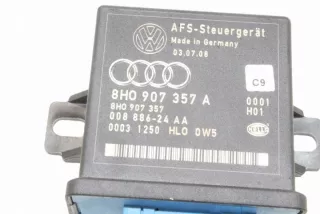 AFS-Steuergerät
Made in Germany
03.07.08
C9
8H0 907 357 A 0001
8H0 907 357 H01
008 886-24 AA
0003 1250 HLO DW5